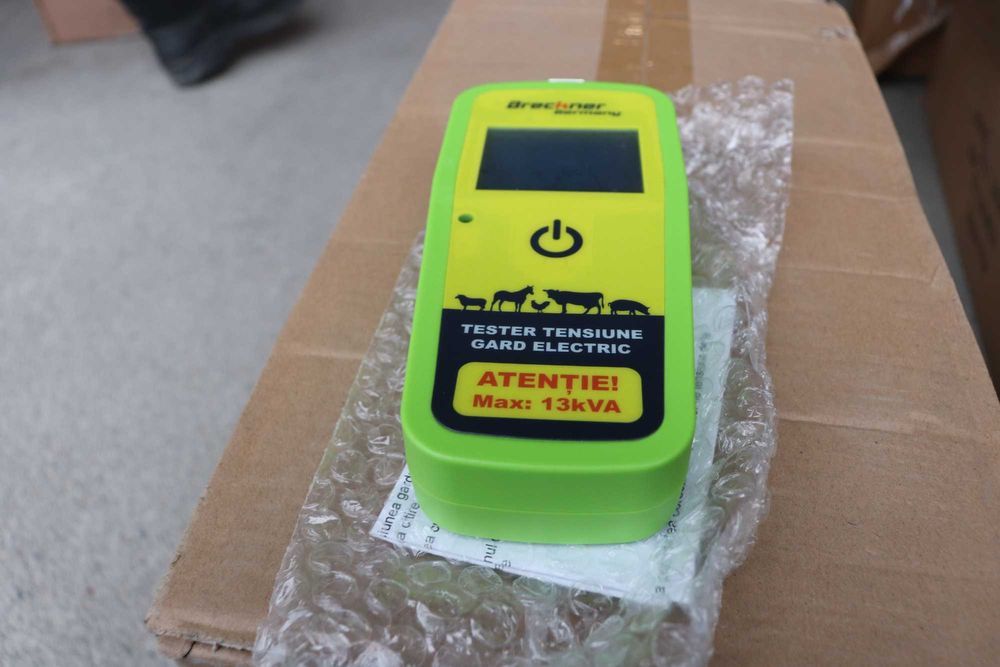 Breckner
Germany
TESTER TENSIUNE
GARD ELECTRIC
ATENȚIE!
Max: 13kVA